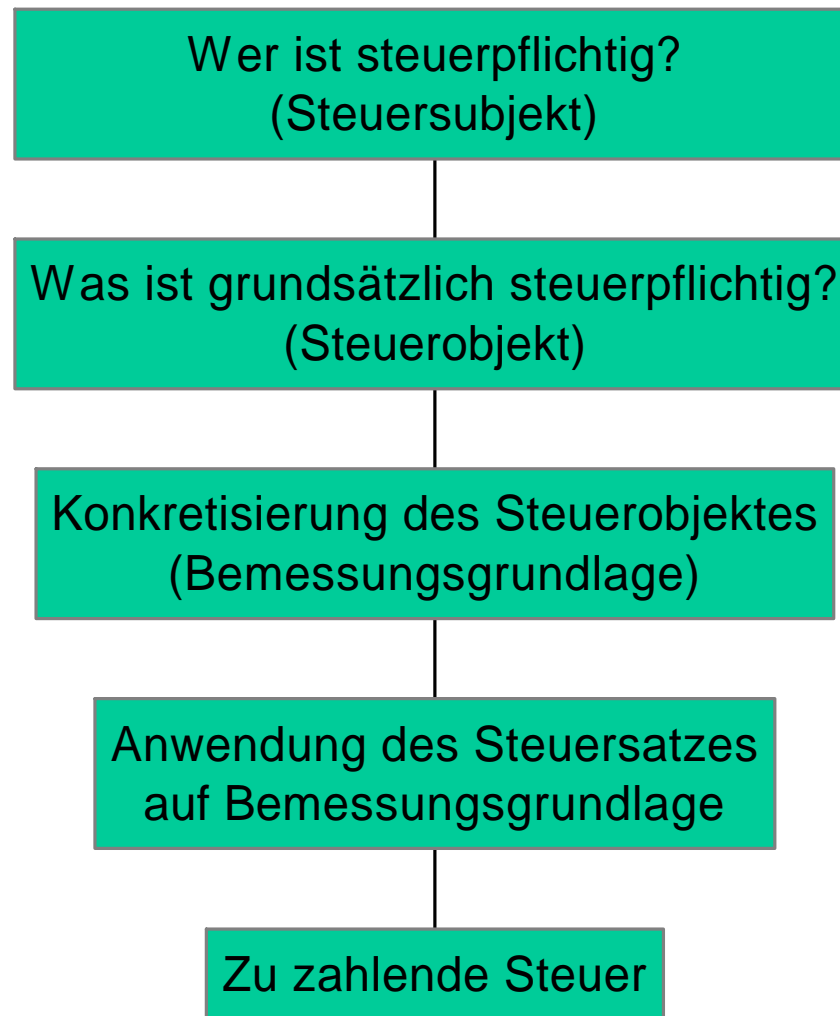 Wer ist steuerpflichtig?
(Steuersubjekt)
Was ist grundsätzlich steuerpflichtig?
(Steuerobjekt)
Konkretisierung des Steuerobjektes
(Bemessungsgrundlage)
Anwendung des Steuersatzes
auf Bemessungsgrundlage
Zu zahlende Steuer